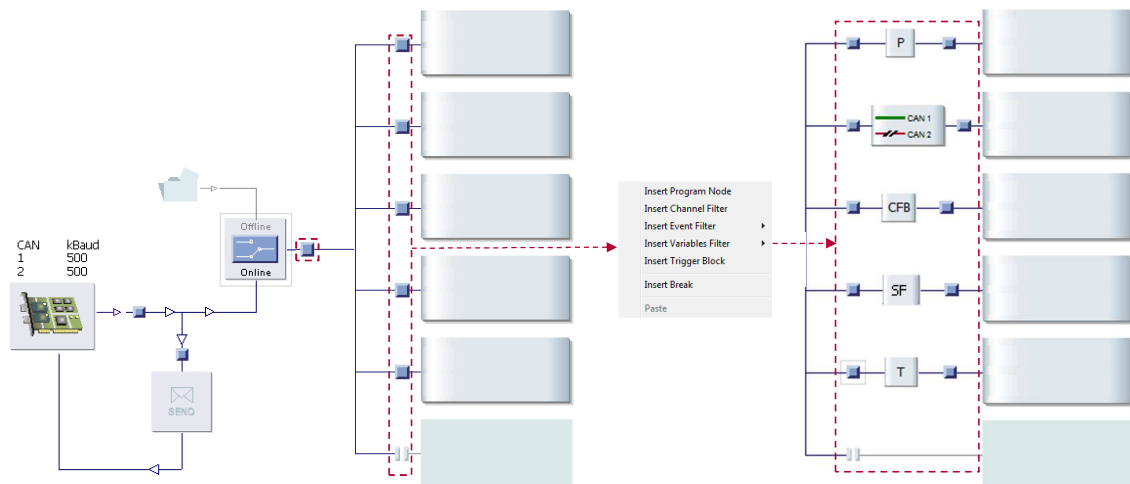 CAN kBaud
1 500
2 500
Offline
Online
SEND
Insert Program Node
Insert Channel Filter
Insert Event Filter
Insert Variables Filter
Insert Trigger Block
Insert Break
Paste
P
CAN 1
CAN 2
CFB
SF
T